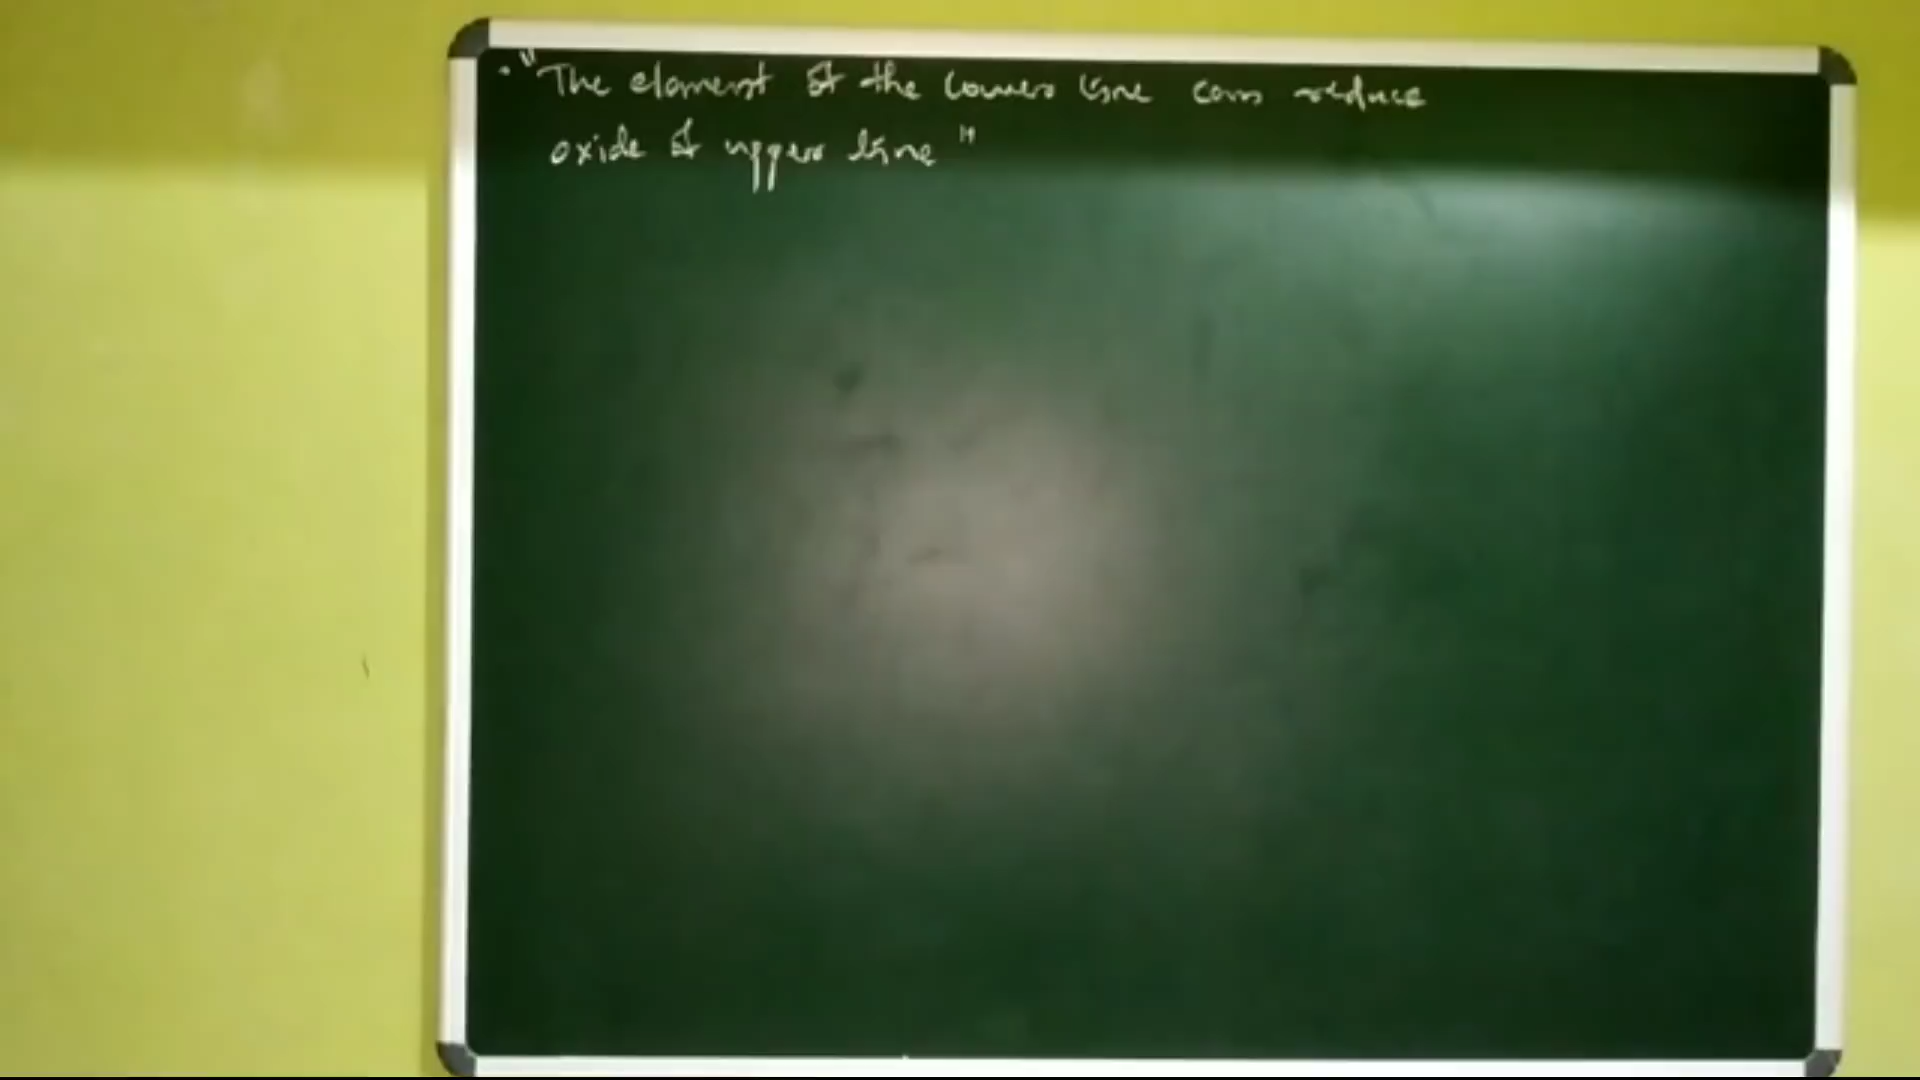 . "The element of the lower line can reduce
oxide of upper line"